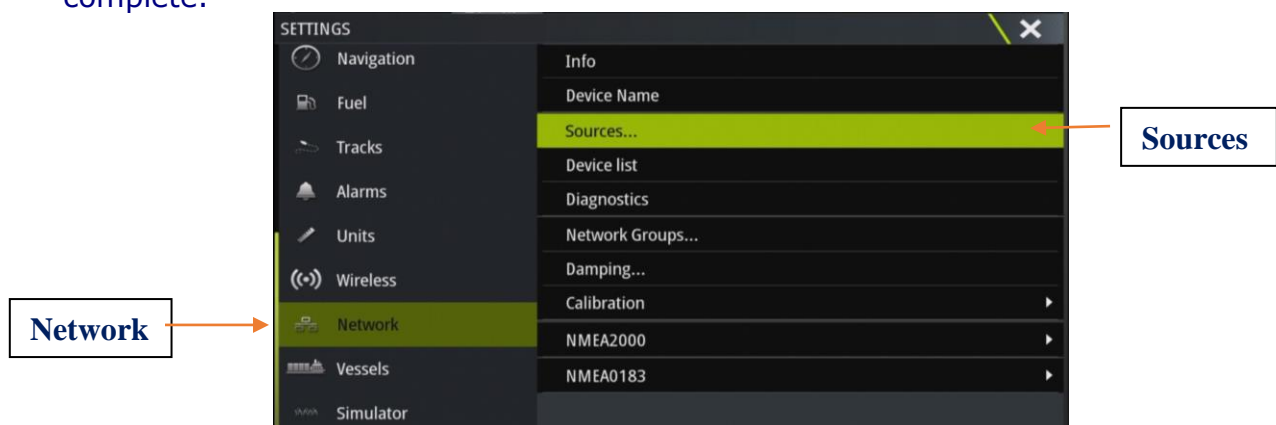 complete.
SETTINGS
Navigation
Fuel
Tracks
Alarms
Units
Wireless
Network
Vessels
Simulator
Info
Device Name
Sources...
Device list
Diagnostics
Network Groups...
Damping...
Calibration
NMEA2000
NMEA0183
Sources
Network